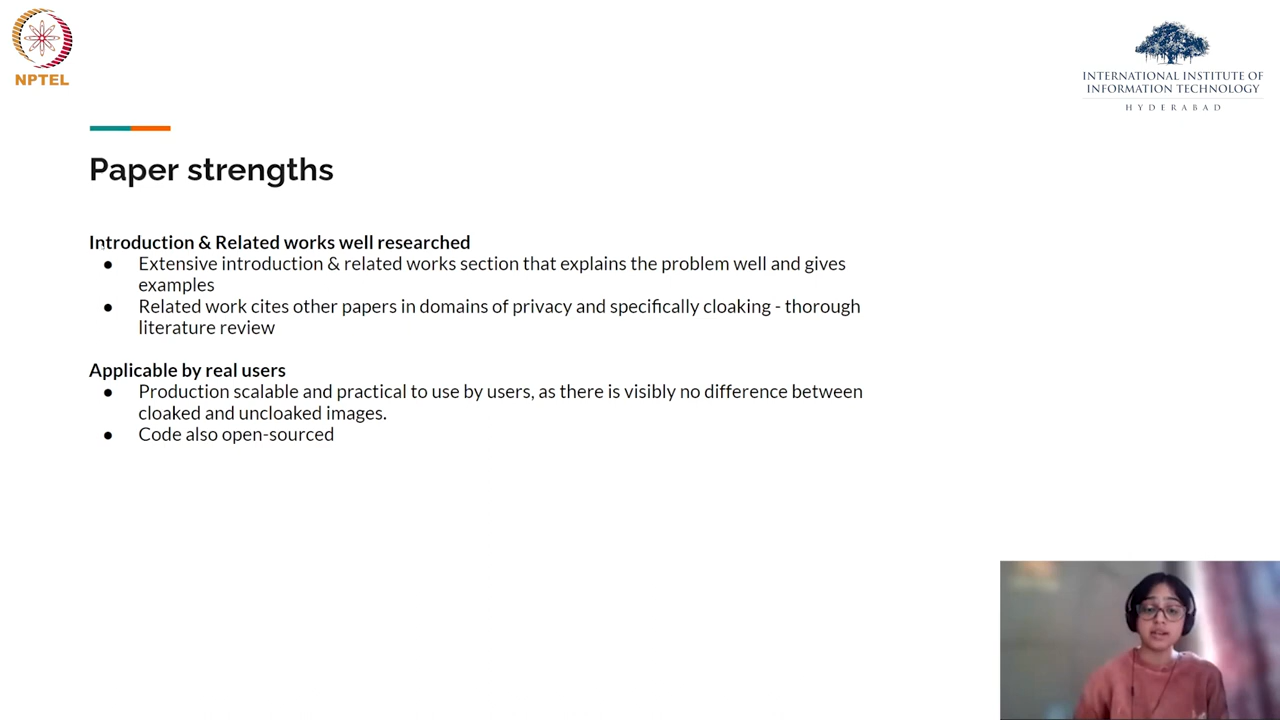 NPTEL
INTERNATIONAL INSTITUTE OF
INFORMATION TECHNOLOGY
HYDERABAD
Paper strengths
Introduction & Related works well researched
● Extensive introduction & related works section that explains the problem well and gives
examples
● Related work cites other papers in domains of privacy and specifically cloaking - thorough
literature review
Applicable by real users
● Production scalable and practical to use by users, as there is visibly no difference between
cloaked and uncloaked images.
● Code also open-sourced